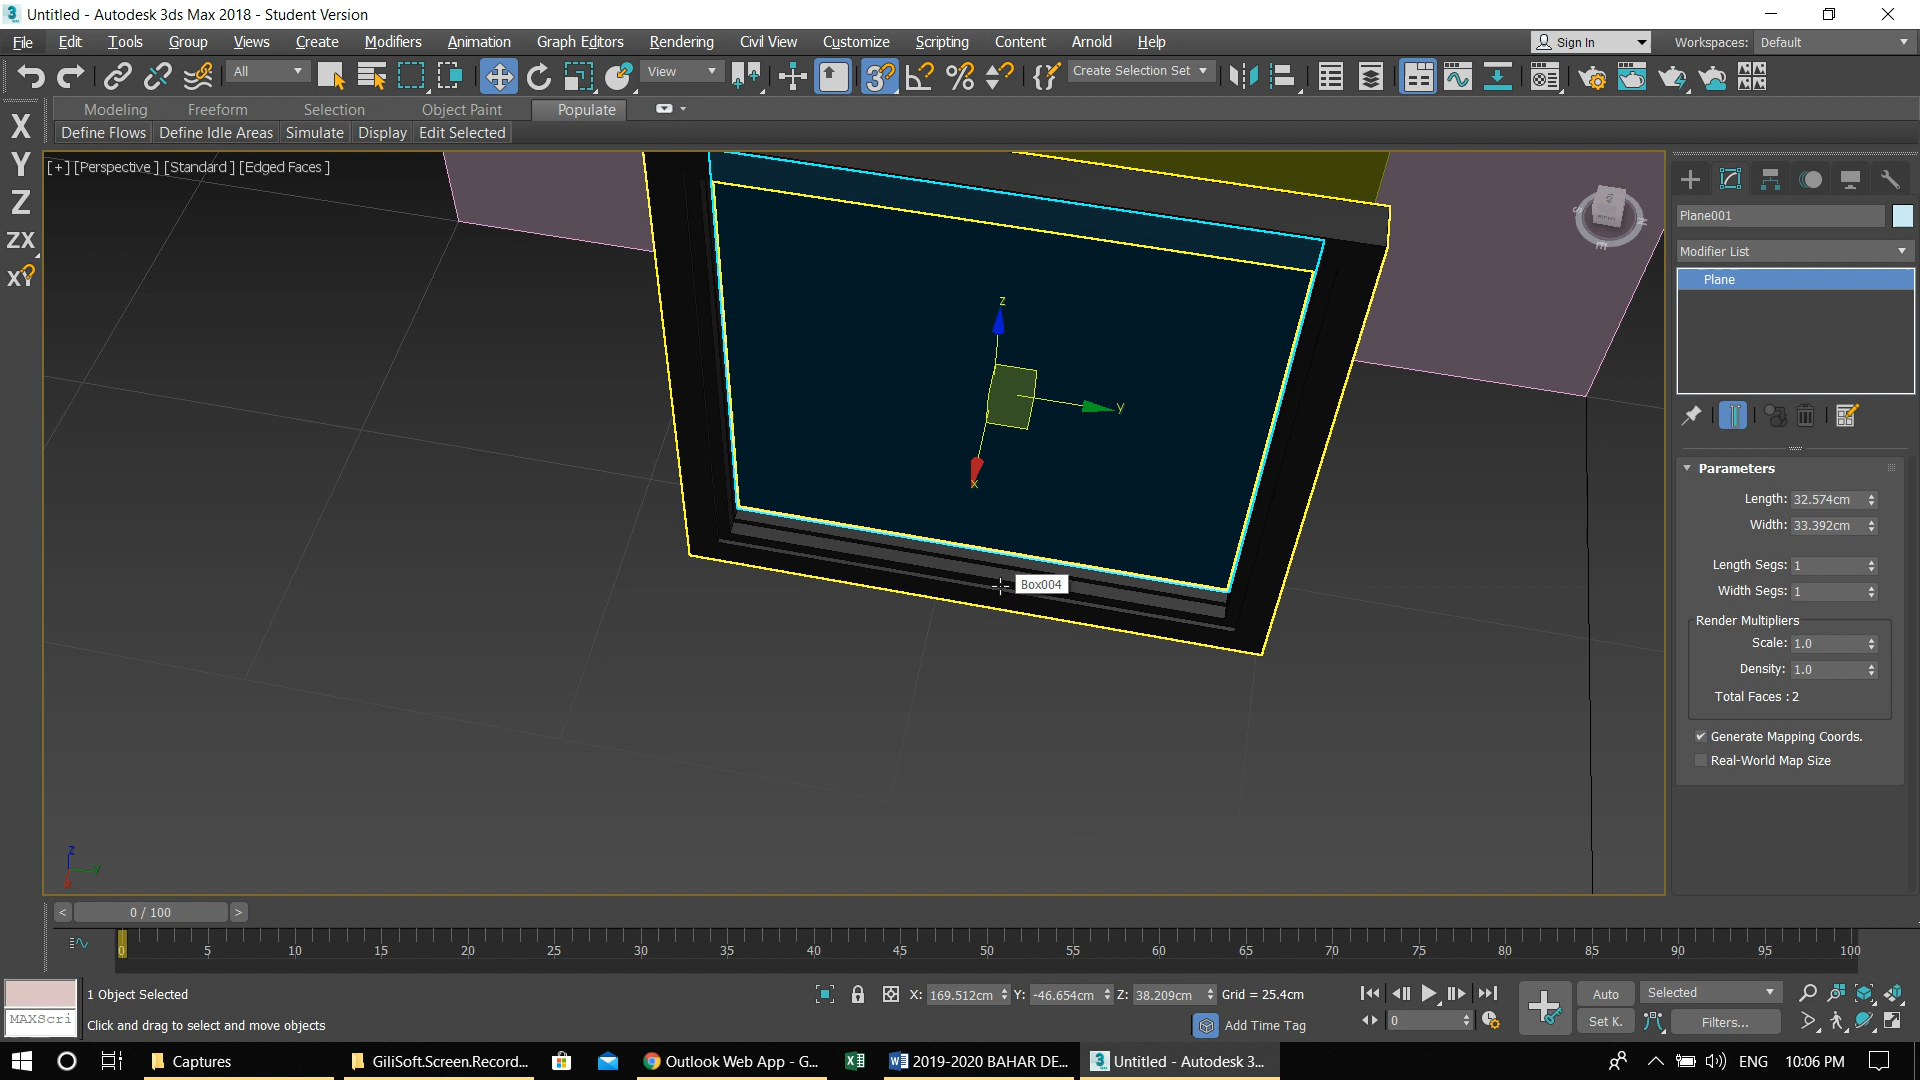 Untitled - Autodesk 3ds Max 2018 - Student Version
File Edit Tools Group Views Create Modifiers Animation Graph Editors Rendering Civil View Customize Scripting Content Arnold Help
Sign In
Workspaces: Default
All
View
Create Selection Set
Modeling Freeform Selection Object Paint Populate
Define Flows Define Idle Areas Simulate Display Edit Selected
X
Y
Z
ZX
XY
[+] [Perspective] [Standard] [Edged Faces]
Plane001
Modifier List
Plane
z
y
x
Box004
Parameters
Length: 32.574cm
Width: 33.392cm
Length Segs: 1
Width Segs: 1
Render Multipliers
Scale: 1.0
Density: 1.0
Total Faces : 2
Generate Mapping Coords.
Real-World Map Size
z
y
x
< 0 / 100 >
0 5 10 15 20 25 30 35 40 45 50 55 60 65 70 75 80 85 90 95 100
MAXScri
1 Object Selected
Click and drag to select and move objects
X: 169.512cm Y: -46.654cm Z: 38.209cm Grid = 25.4cm
Add Time Tag
0
Auto
Selected
Set K.
Filters...
Captures
GiliSoft.Screen.Record...
Outlook Web App - G...
2019-2020 BAHAR DE...
Untitled - Autodesk 3...
ENG
10:06 PM